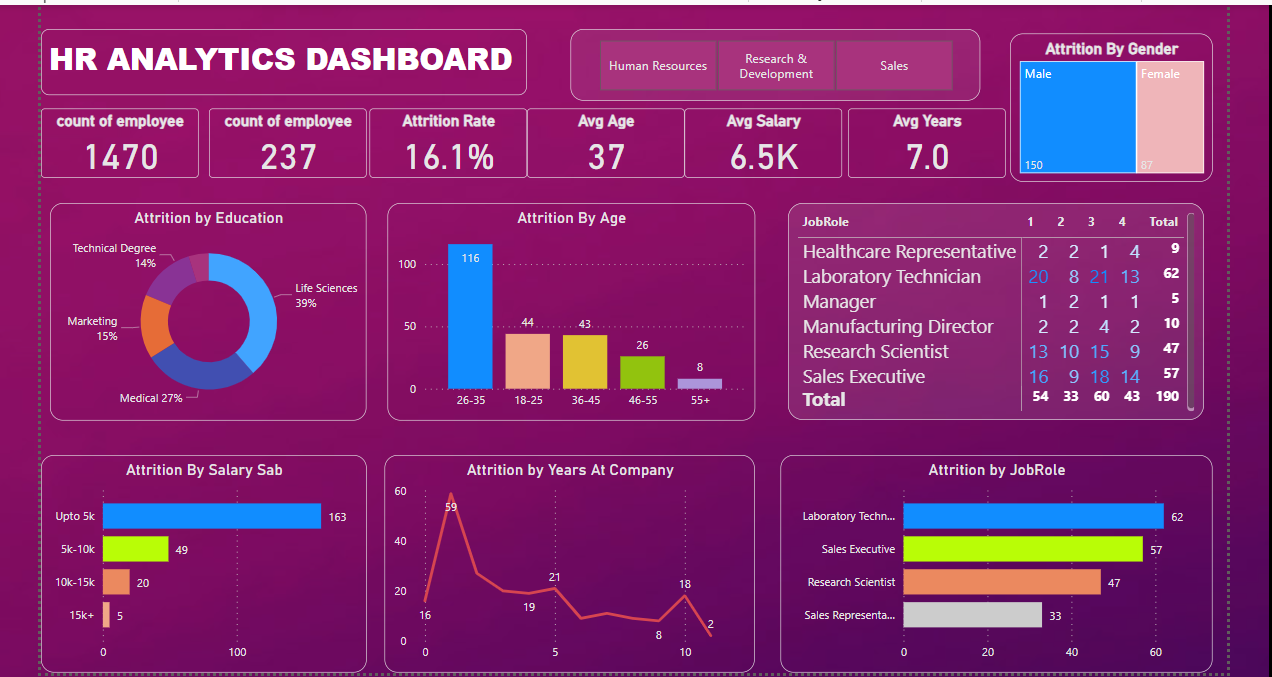 HR ANALYTICS DASHBOARD
Human Resources
Research &
Development
Sales
Attrition By Gender
Male
Female
150
87
count of employee
1470
count of employee
237
Attrition Rate
16.1%
Avg Age
37
Avg Salary
6.5K
Avg Years
7.0
Attrition by Education
Technical Degree
14%
Life Sciences
39%
Marketing
15%
Medical 27%
Attrition By Age
100
50
0
116
44
43
26
8
26-35
18-25
36-45
46-55
55+
JobRole 1 2 3 4 Total
Healthcare Representative 2 2 1 4 9
Laboratory Technician 20 8 21 13 62
Manager 1 2 1 1 5
Manufacturing Director 2 2 4 2 10
Research Scientist 13 10 15 9 47
Sales Executive 16 9 18 14 57
Total 54 33 60 43 190
Attrition By Salary Sab
Upto 5k 163
5k-10k 49
10k-15k 20
15k+ 5
0 100
Attrition by Years At Company
60
40
20
0
16
59
19
21
8
18
2
0 5 10
Attrition by JobRole
Laboratory Techn... 62
Sales Executive 57
Research Scientist 47
Sales Representa... 33
0 20 40 60